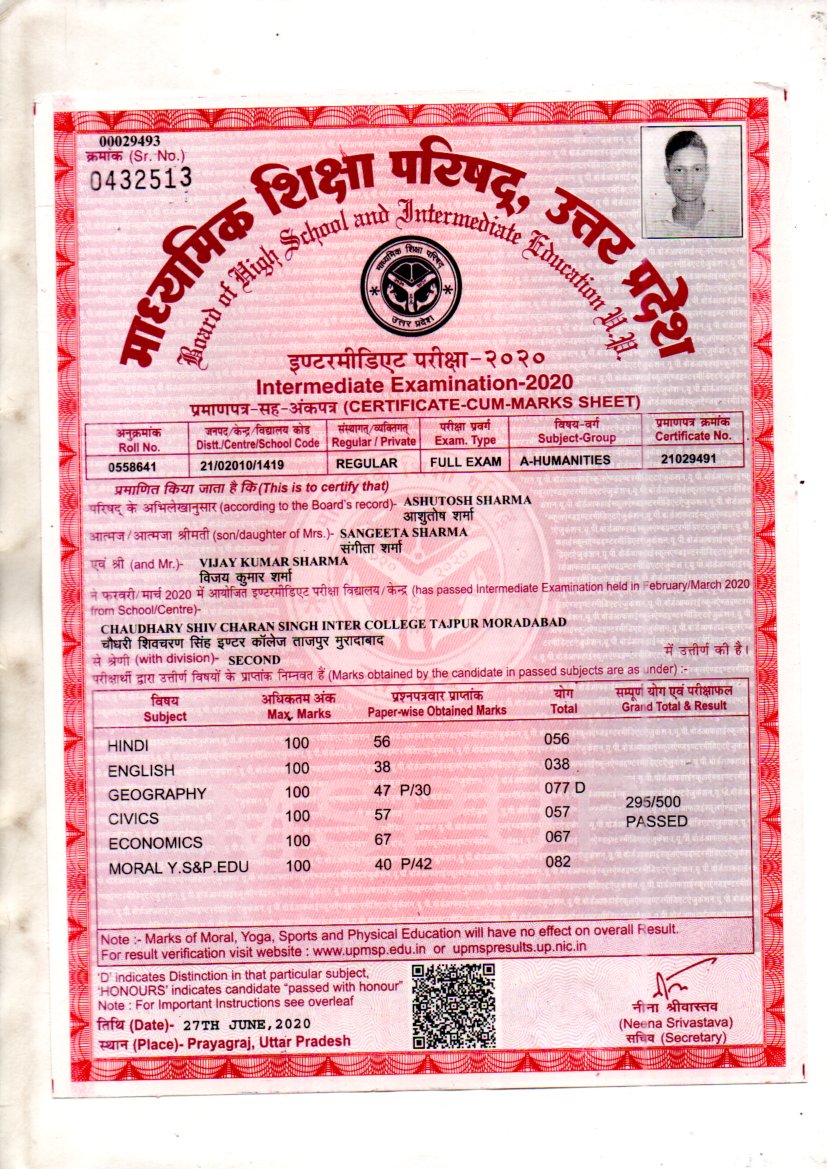 00029493
क्रमांक (Sr. No.)
0432513
माध्यमिक शिक्षा परिषद्, उत्तर प्रदेश
Board of High School and Intermediate Education U.P.
माध्यमिक शिक्षा परिषद्
उत्तर प्रदेश
इण्टरमीडिएट परीक्षा-२०२०
Intermediate Examination-2020
प्रमाणपत्र-सह-अंकपत्र (CERTIFICATE-CUM-MARKS SHEET)
अनुक्रमांक जनपद/केन्द्र/विद्यालय कोड संस्थागत/व्यक्तिगत परीक्षा प्रवर्ग विषय-वर्ग प्रमाणपत्र क्रमांक
Roll No. Distt./Centre/School Code Regular / Private Exam. Type Subject-Group Certificate No.
0558641 21/02010/1419 REGULAR FULL EXAM A-HUMANITIES 21029491
प्रमाणित किया जाता है कि (This is to certify that)
परिषद् के अभिलेखानुसार (according to the Board's record)- ASHUTOSH SHARMA
आशुतोष शर्मा
आत्मज/आत्मजा श्रीमती (son/daughter of Mrs.)- SANGEETA SHARMA
संगीता शर्मा
एवं श्री (and Mr.)- VIJAY KUMAR SHARMA
विजय कुमार शर्मा
ने फरवरी/मार्च 2020 में आयोजित इण्टरमीडिएट परीक्षा विद्यालय/केन्द्र (has passed Intermediate Examination held in February/March 2020
from School/Centre)-
CHAUDHARY SHIV CHARAN SINGH INTER COLLEGE TAJPUR MORADABAD
चौधरी शिवचरण सिंह इण्टर कॉलेज ताजपुर मुरादाबाद में उत्तीर्ण की है।
से श्रेणी (with division)- SECOND
परीक्षार्थी द्वारा उत्तीर्ण विषयों के प्राप्तांक निम्नवत हैं (Marks obtained by the candidate in passed subjects are as under) :-
विषय अधिकतम अंक प्रश्नपत्रवार प्राप्तांक योग सम्पूर्ण योग एवं परीक्षाफल
Subject Max. Marks Paper-wise Obtained Marks Total Grand Total & Result
HINDI 100 56 056
ENGLISH 100 38 038
GEOGRAPHY 100 47 P/30 077 D
295/500
CIVICS 100 57 057
PASSED
ECONOMICS 100 67 067
MORAL Y.S&P.EDU 100 40 P/42 082
Note :- Marks of Moral, Yoga, Sports and Physical Education will have no effect on overall Result.
For result verification visit website : www.upmsp.edu.in or upmspresults.up.nic.in
'D' indicates Distinction in that particular subject,
'HONOURS' indicates candidate "passed with honour"
Note : For Important Instructions see overleaf
तिथि (Date)- 27TH JUNE,2020
स्थान (Place)- Prayagraj, Uttar Pradesh
नीना श्रीवास्तव
(Neena Srivastava)
सचिव (Secretary)